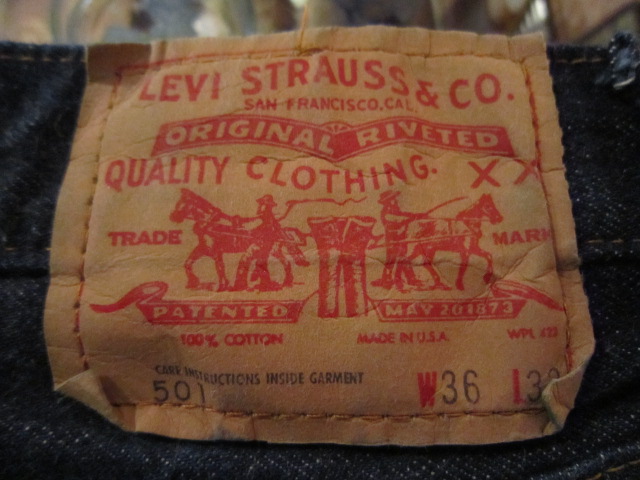 LEVI STRAUSS & CO.
SAN FRANCISCO, CAL.
ORIGINAL RIVETED
QUALITY CLOTHING. XX
TRADE MARK
PATENTED MAY 20 1873
100% COTTON MADE IN U.S.A. WPL 423
CARE INSTRUCTIONS INSIDE GARMENT
501 W36